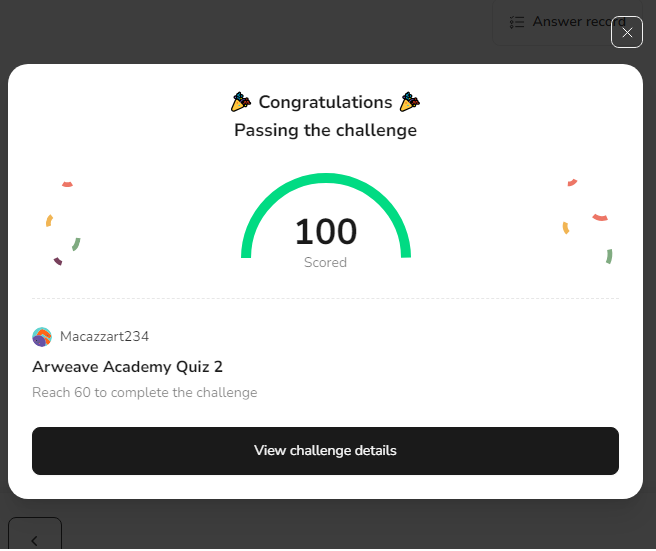 Answer record
Congratulations
Passing the challenge
100
Scored
Macazzart234
Arweave Academy Quiz 2
Reach 60 to complete the challenge
View challenge details